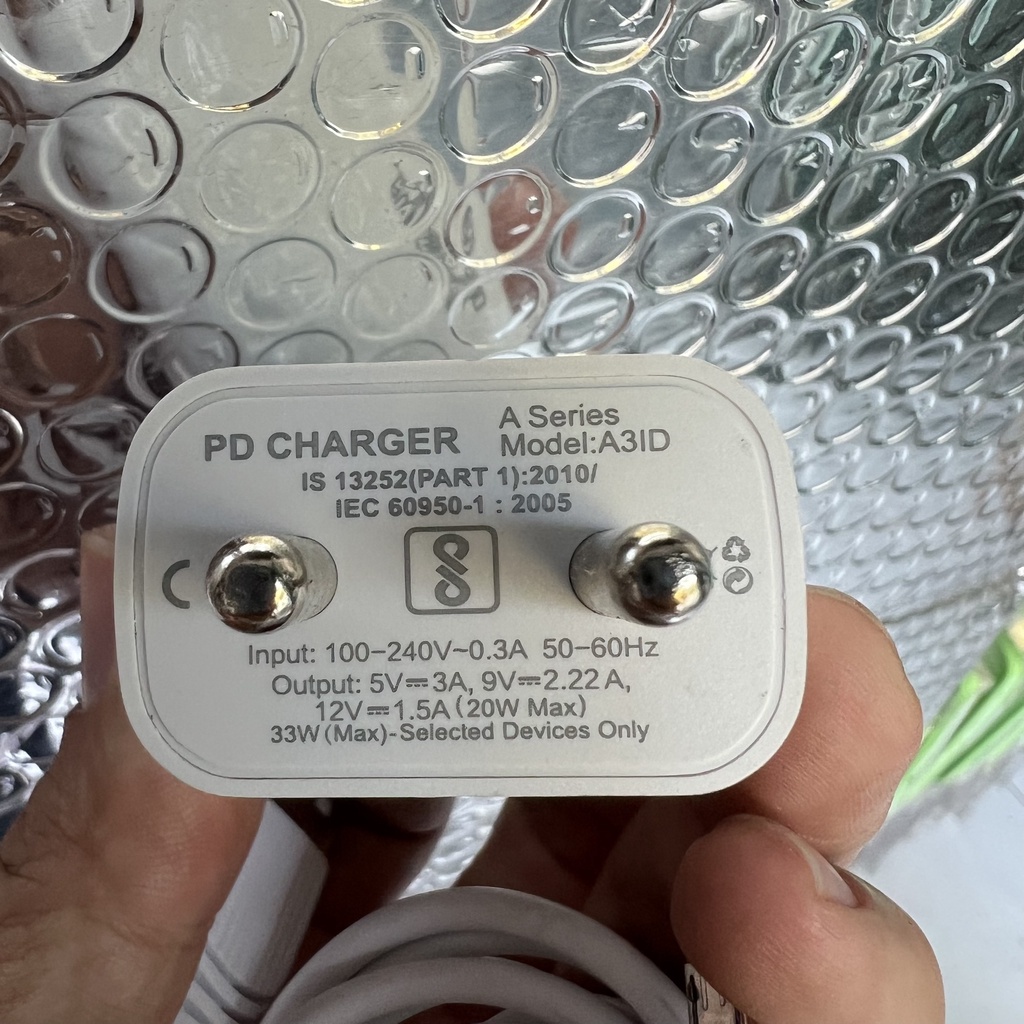 PD CHARGER
A Series
Model:A3ID
IS 13252(PART 1):2010/
IEC 60950-1 : 2005
Input: 100-240V~0.3A 50-60Hz
Output: 5V⎓3A, 9V⎓2.22A,
12V⎓1.5A (20W Max)
33W(Max)-Selected Devices Only